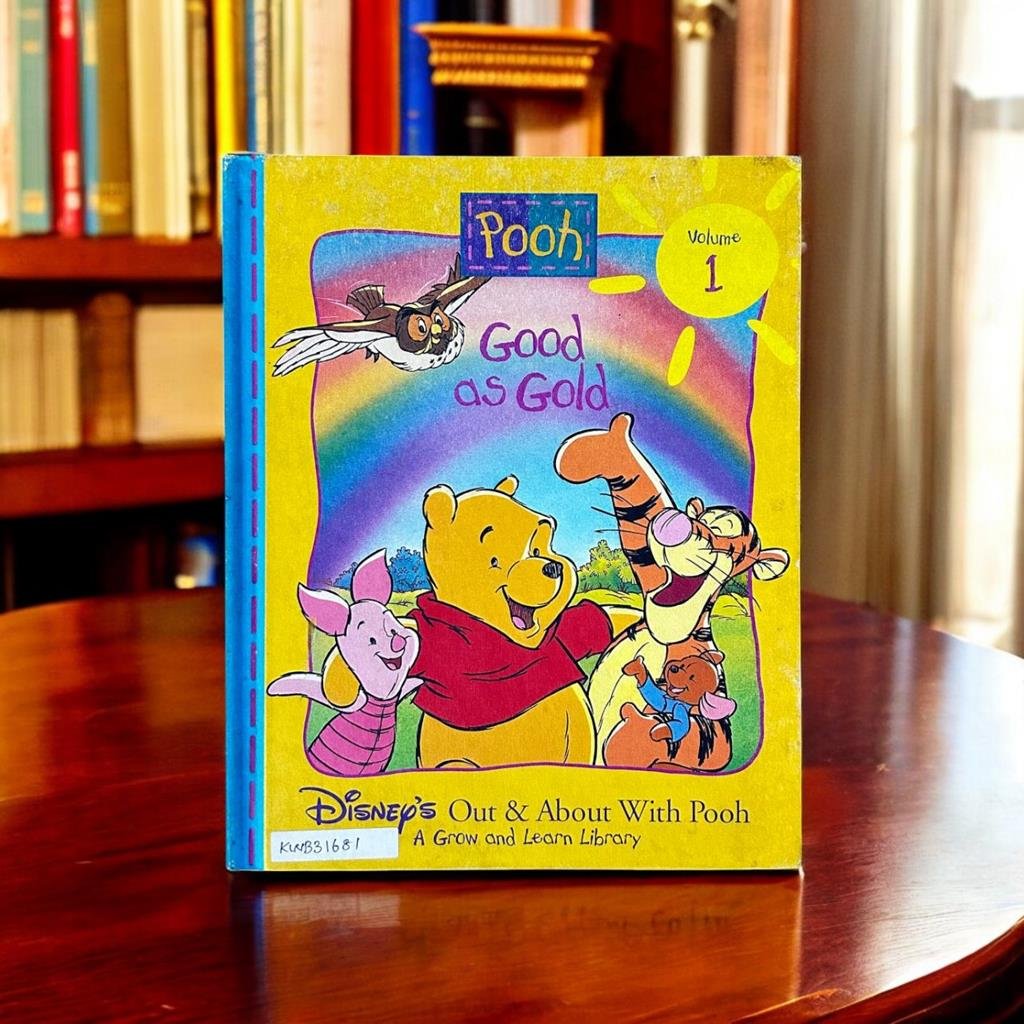 Pooh
Volume
1
Good
as Gold
Disney's Out & About With Pooh
A Grow and Learn Library
KWB31681